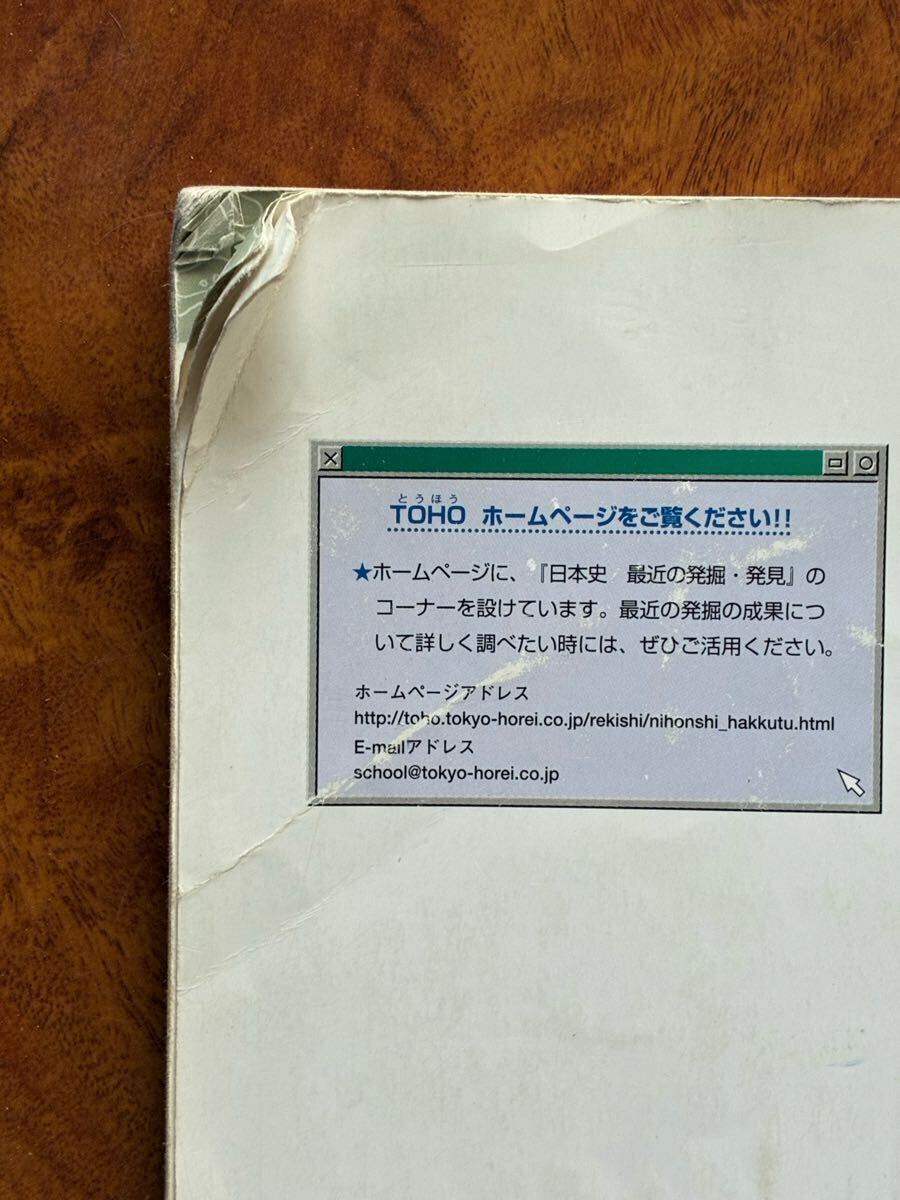 とうほう
TOHO ホームページをご覧ください!!
★ホームページに、『日本史 最近の発掘・発見』の
コーナーを設けています。最近の発掘の成果につ
いて詳しく調べたい時には、ぜひご活用ください。
ホームページアドレス
http://toho.tokyo-horei.co.jp/rekishi/nihonshi_hakkutu.html
E-mailアドレス
school@tokyo-horei.co.jp